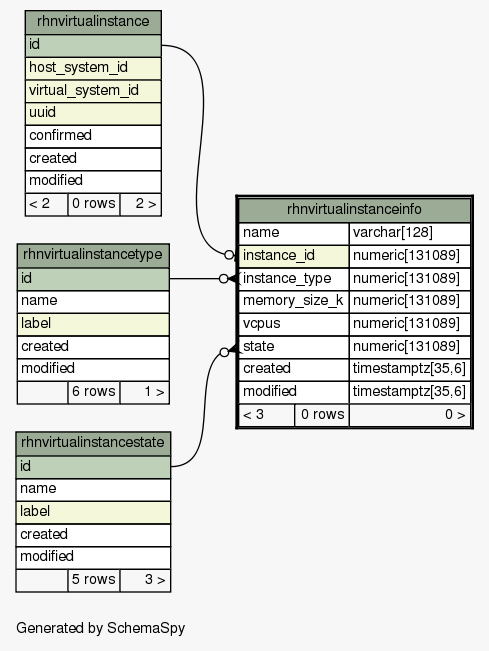 rhnvirtualinstance
id
host_system_id
virtual_system_id
uuid
confirmed
created
modified
< 2 0 rows 2 >
rhnvirtualinstanceinfo
name varchar[128]
instance_id numeric[131089]
instance_type numeric[131089]
memory_size_k numeric[131089]
vcpus numeric[131089]
state numeric[131089]
created timestamptz[35,6]
modified timestamptz[35,6]
< 3 0 rows 0 >
rhnvirtualinstancetype
id
name
label
created
modified
6 rows 1 >
rhnvirtualinstancestate
id
name
label
created
modified
5 rows 3 >
Generated by SchemaSpy